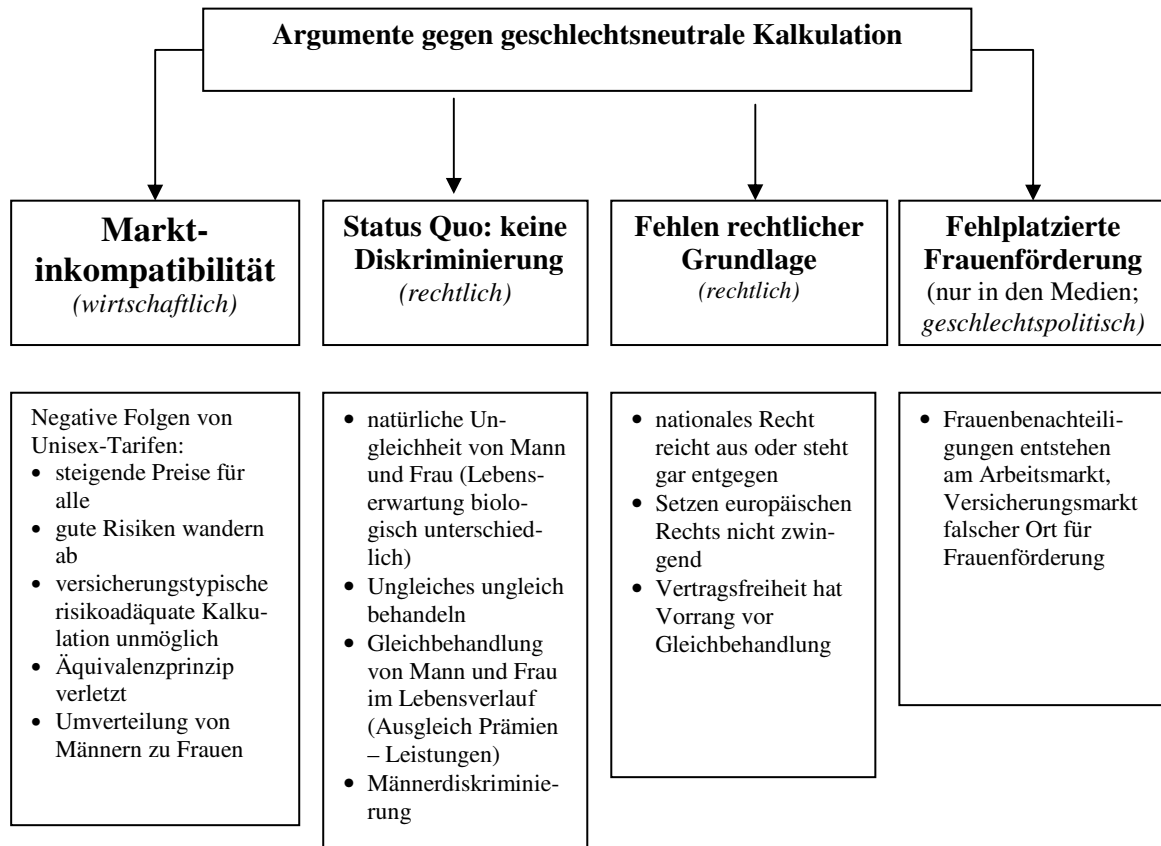 Argumente gegen geschlechtsneutrale Kalkulation
Markt-
inkompatibilität
(wirtschaftlich)
Status Quo: keine
Diskriminierung
(rechtlich)
Fehlen rechtlicher
Grundlage
(rechtlich)
Fehlplatzierte
Frauenförderung
(nur in den Medien;
geschlechtspolitisch)
Negative Folgen von
Unisex-Tarifen:
• steigende Preise für
alle
• gute Risiken wandern
ab
• versicherungstypische
risikoadäquate Kalku-
lation unmöglich
• Äquivalenzprinzip
verletzt
• Umverteilung von
Männern zu Frauen
• natürliche Un-
gleichheit von Mann
und Frau (Lebens-
erwartung biolo-
gisch unterschied-
lich)
• Ungleiches ungleich
behandeln
• Gleichbehandlung
von Mann und Frau
im Lebensverlauf
(Ausgleich Prämien
– Leistungen)
• Männerdiskriminie-
rung
• nationales Recht
reicht aus oder steht
gar entgegen
• Setzen europäischen
Rechts nicht zwin-
gend
• Vertragsfreiheit hat
Vorrang vor
Gleichbehandlung
• Frauenbenachteili-
gungen entstehen
am Arbeitsmarkt,
Versicherungsmarkt
falscher Ort für
Frauenförderung